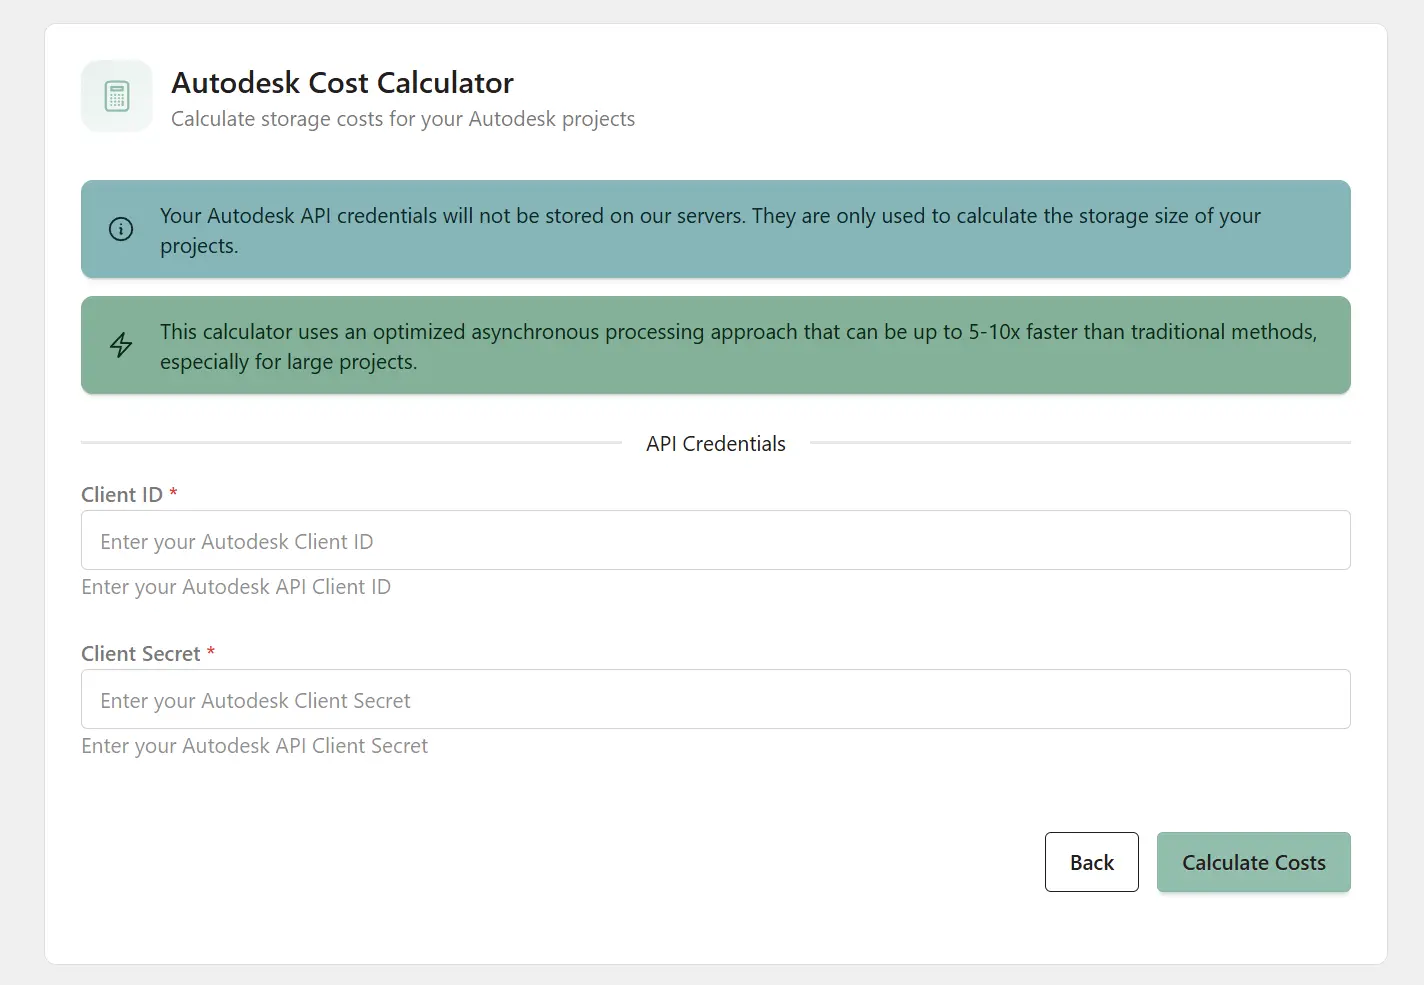 Autodesk Cost Calculator
Calculate storage costs for your Autodesk projects
Your Autodesk API credentials will not be stored on our servers. They are only used to calculate the storage size of your
projects.
This calculator uses an optimized asynchronous processing approach that can be up to 5-10x faster than traditional methods,
especially for large projects.
API Credentials
Client ID *
Enter your Autodesk Client ID
Enter your Autodesk API Client ID
Client Secret *
Enter your Autodesk Client Secret
Enter your Autodesk API Client Secret
Back
Calculate Costs